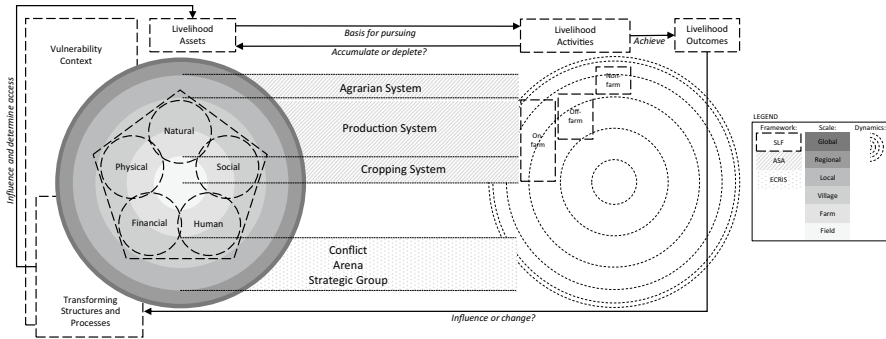 Livelihood
Assets
Basis for pursuing
Accumulate or deplete?
Livelihood
Activities
Achieve
Livelihood
Outcomes
Vulnerability
Context
Influence and determine access
Agrarian System
Production System
Cropping System
Natural
Physical
Social
Financial
Human
Conflict
Arena
Strategic Group
Non-
farm
Off-
farm
On-
farm
Transforming
Structures and
Processes
Influence or change?
LEGEND
Framework:
Scale:
Dynamics:
SLF
Global
ASA
Regional
ECRIS
Local
Village
Farm
Field